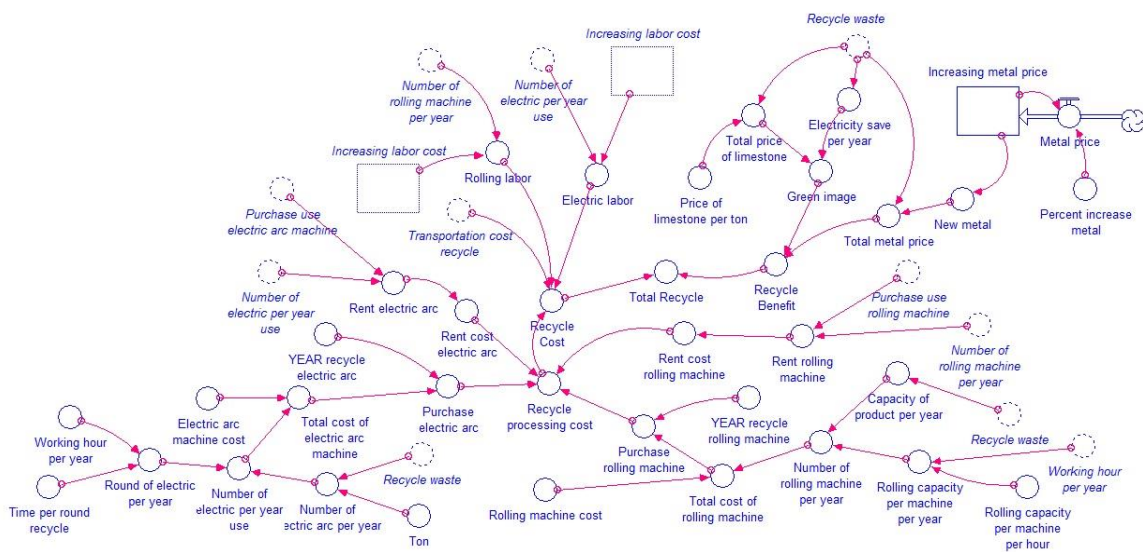 Recycle waste
Increasing labor cost
Number of
rolling machine
per year
Number of
electric per year
use
Increasing metal price
Total price
of limestone
Electricity save
per year
Metal price
Increasing labor cost
Rolling labor
Electric labor
Price of
limestone per ton
Green image
Percent increase
metal
New metal
Total metal price
Purchase use
electric arc machine
Transportation cost
recycle
Number of
electric per year
use
Rent electric arc
Recycle
Cost
Total Recycle
Recycle
Benefit
Purchase use
rolling machine
Rent cost
electric arc
YEAR recycle
electric arc
Rent cost
rolling machine
Rent rolling
machine
Number of
rolling machine
per year
Electric arc
machine cost
Total cost of
electric arc
machine
Purchase
electric arc
Recycle
processing cost
Capacity of
product per year
YEAR recycle
rolling machine
Working hour
per year
Purchase
rolling machine
Recycle waste
Round of electric
per year
Number of
electric per year
use
Recycle waste
Number of
rolling machine
per year
Working hour
per year
Time per round
recycle
Number of
ectric arc per year
Ton
Rolling machine cost
Total cost of
rolling machine
Rolling capacity
per machine
per year
Rolling capacity
per machine
per hour